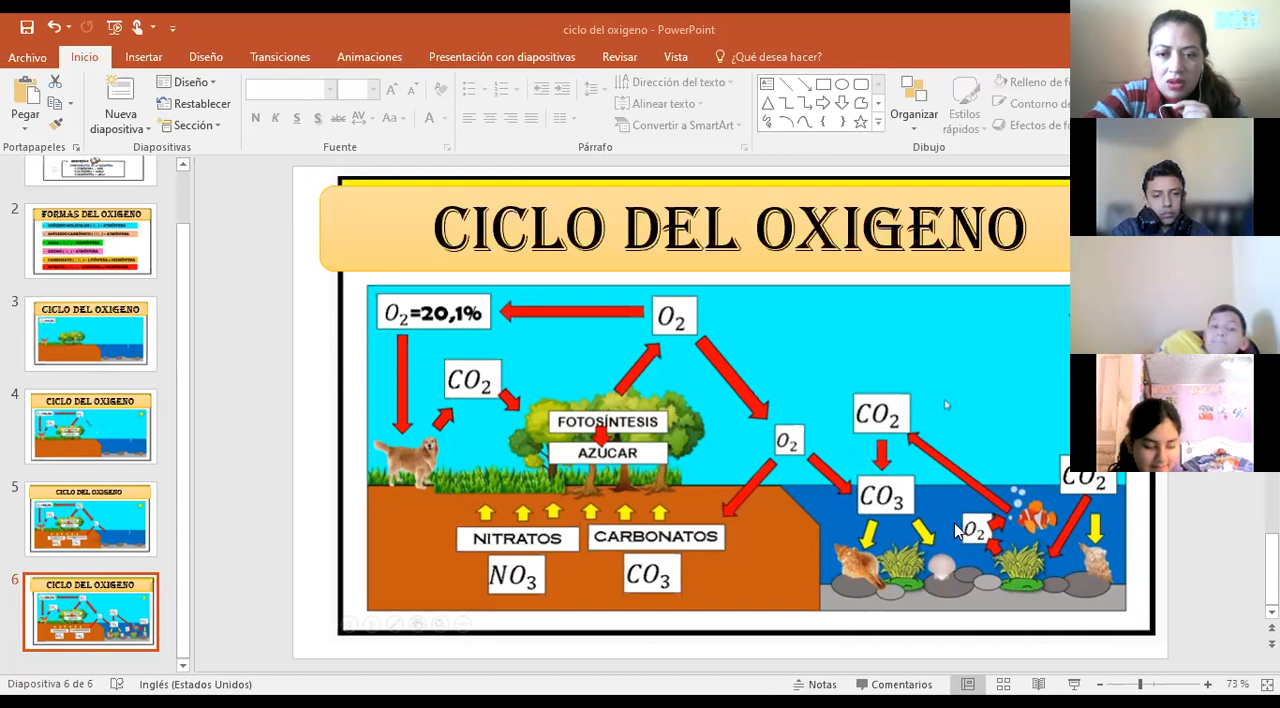 ciclo del oxigeno - PowerPoint
Archivo Inicio Insertar Diseño Transiciones Animaciones Presentación con diapositivas Revisar Vista ¿Qué desea hacer?
Pegar
Nueva diapositiva
Diseño
Restablecer
Sección
N K S S abc AV Aa A
Dirección del texto
Alinear texto
Convertir a SmartArt
Organizar
Estilos rápidos
Relleno de f
Contorno de
Efectos de fo
Portapapeles Diapositivas Fuente Párrafo Dibujo
2
FORMAS DEL OXIGENO
3
CICLO DEL OXIGENO
4
CICLO DEL OXIGENO
5
CICLO DEL OXIGENO
6
CICLO DEL OXIGENO
CICLO DEL OXIGENO
O₂=20,1%
O₂
CO₂
FOTOSÍNTESIS
AZÚCAR
O₂
CO₂
CO₂
CO₃
O₂
NITRATOS
CARBONATOS
NO₃
CO₃
Diapositiva 6 de 6 Inglés (Estados Unidos) Notas Comentarios 73 %